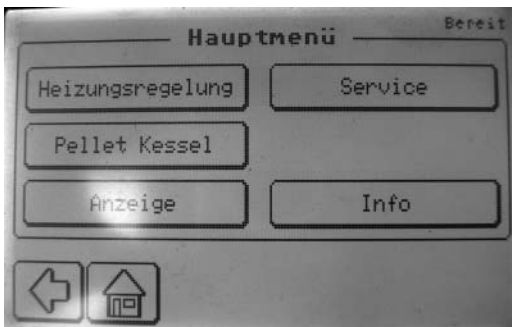 Bereit
Hauptmenü
Heizungsregelung
Service
Pellet Kessel
Anzeige
Info